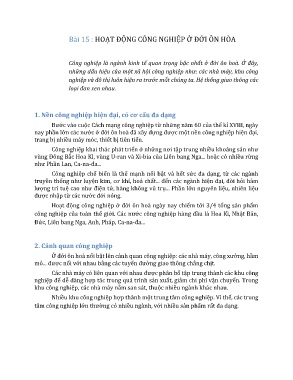 Bài 15 : HOẠT ĐỘNG CÔNG NGHIỆP Ở ĐỚI ÔN HÒA
Công nghiệp là ngành kinh tế quan trọng bậc nhất ở đới ôn hoà. Ở đây,
những dấu hiệu của một xã hội công nghiệp như: các nhà máy, khu công
nghiệp và đô thị luôn hiện ra trước mắt chúng ta. Hệ thống giao thông các
loại đan xen nhau.
1. Nền công nghiệp hiện đại, có cơ cấu đa dạng
Bước vào cuộc Cách mạng công nghiệp từ những năm 60 của thế kỉ XVIII, ngày
nay phần lớn các nước ở đới ôn hoà đã xây dựng được một nền công nghiệp hiện đại,
trang bị nhiều máy móc, thiết bị tiên tiến.
Công nghiệp khai thác phát triển ở những nơi tập trung nhiều khoáng sản như
vùng Đông Bắc Hoa Kì, vùng U-ran và Xi-bia của Liên bang Nga... hoặc có nhiều rừng
như Phần Lan, Ca-na-đa...
Công nghiệp chế biến là thế mạnh nổi bật và hết sức đa dạng, từ các ngành
truyền thống như luyện kim, cơ khí, hoá chất... đến các ngành hiện đại, đòi hỏi hàm
lượng trí tuệ cao như điện tử, hàng không vũ trụ... Phần lớn nguyên liệu, nhiên liệu
được nhập từ các nước đới nóng.
Hoạt động công nghiệp ở đới ôn hoà ngày nay chiếm tới 3/4 tổng sản phẩm
công nghiệp của toàn thế giới. Các nước công nghiệp hàng đầu là Hoa Kì, Nhật Bản,
Đức, Liên bang Nga, Anh, Pháp, Ca-na-đa...
2. Cảnh quan công nghiệp
Ở đới ôn hoà nổi bật lên cảnh quan công nghiệp: các nhà máy, công xưởng, hầm
mỏ... được nối với nhau bằng các tuyến đường giao thông chằng chịt.
Các nhà máy có liên quan với nhau được phân bố tập trung thành các khu công
nghiệp để dễ dàng hợp tác trong quá trình sản xuất, giảm chi phí vận chuyển. Trong
khu công nghiệp, các nhà máy nằm san sát, thuộc nhiều ngành khác nhau.
Nhiều khu công nghiệp hợp thành một trung tâm công nghiệp. Vì thế, các trung
tâm công nghiệp lớn thường có nhiều ngành, với nhiều sản phẩm rất đa dạng.